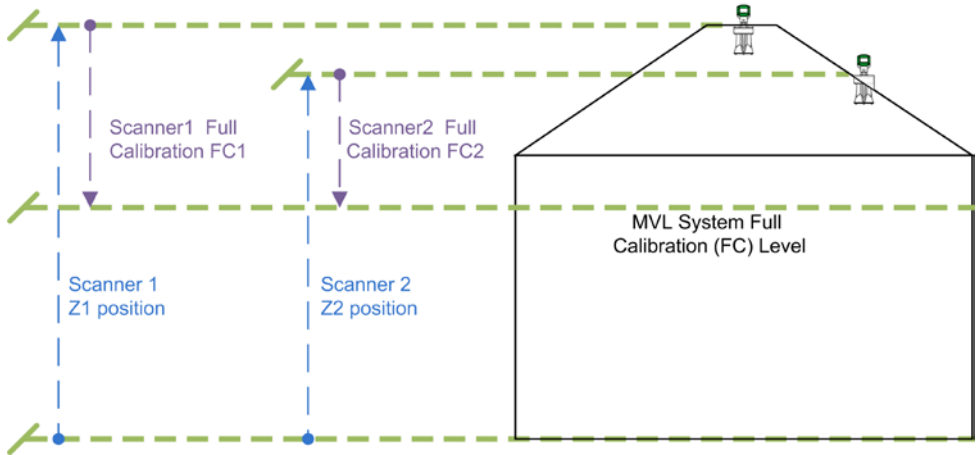 Scanner1 Full
Calibration FC1
Scanner2 Full
Calibration FC2
MVL System Full
Calibration (FC) Level
Scanner 1
Z1 position
Scanner 2
Z2 position